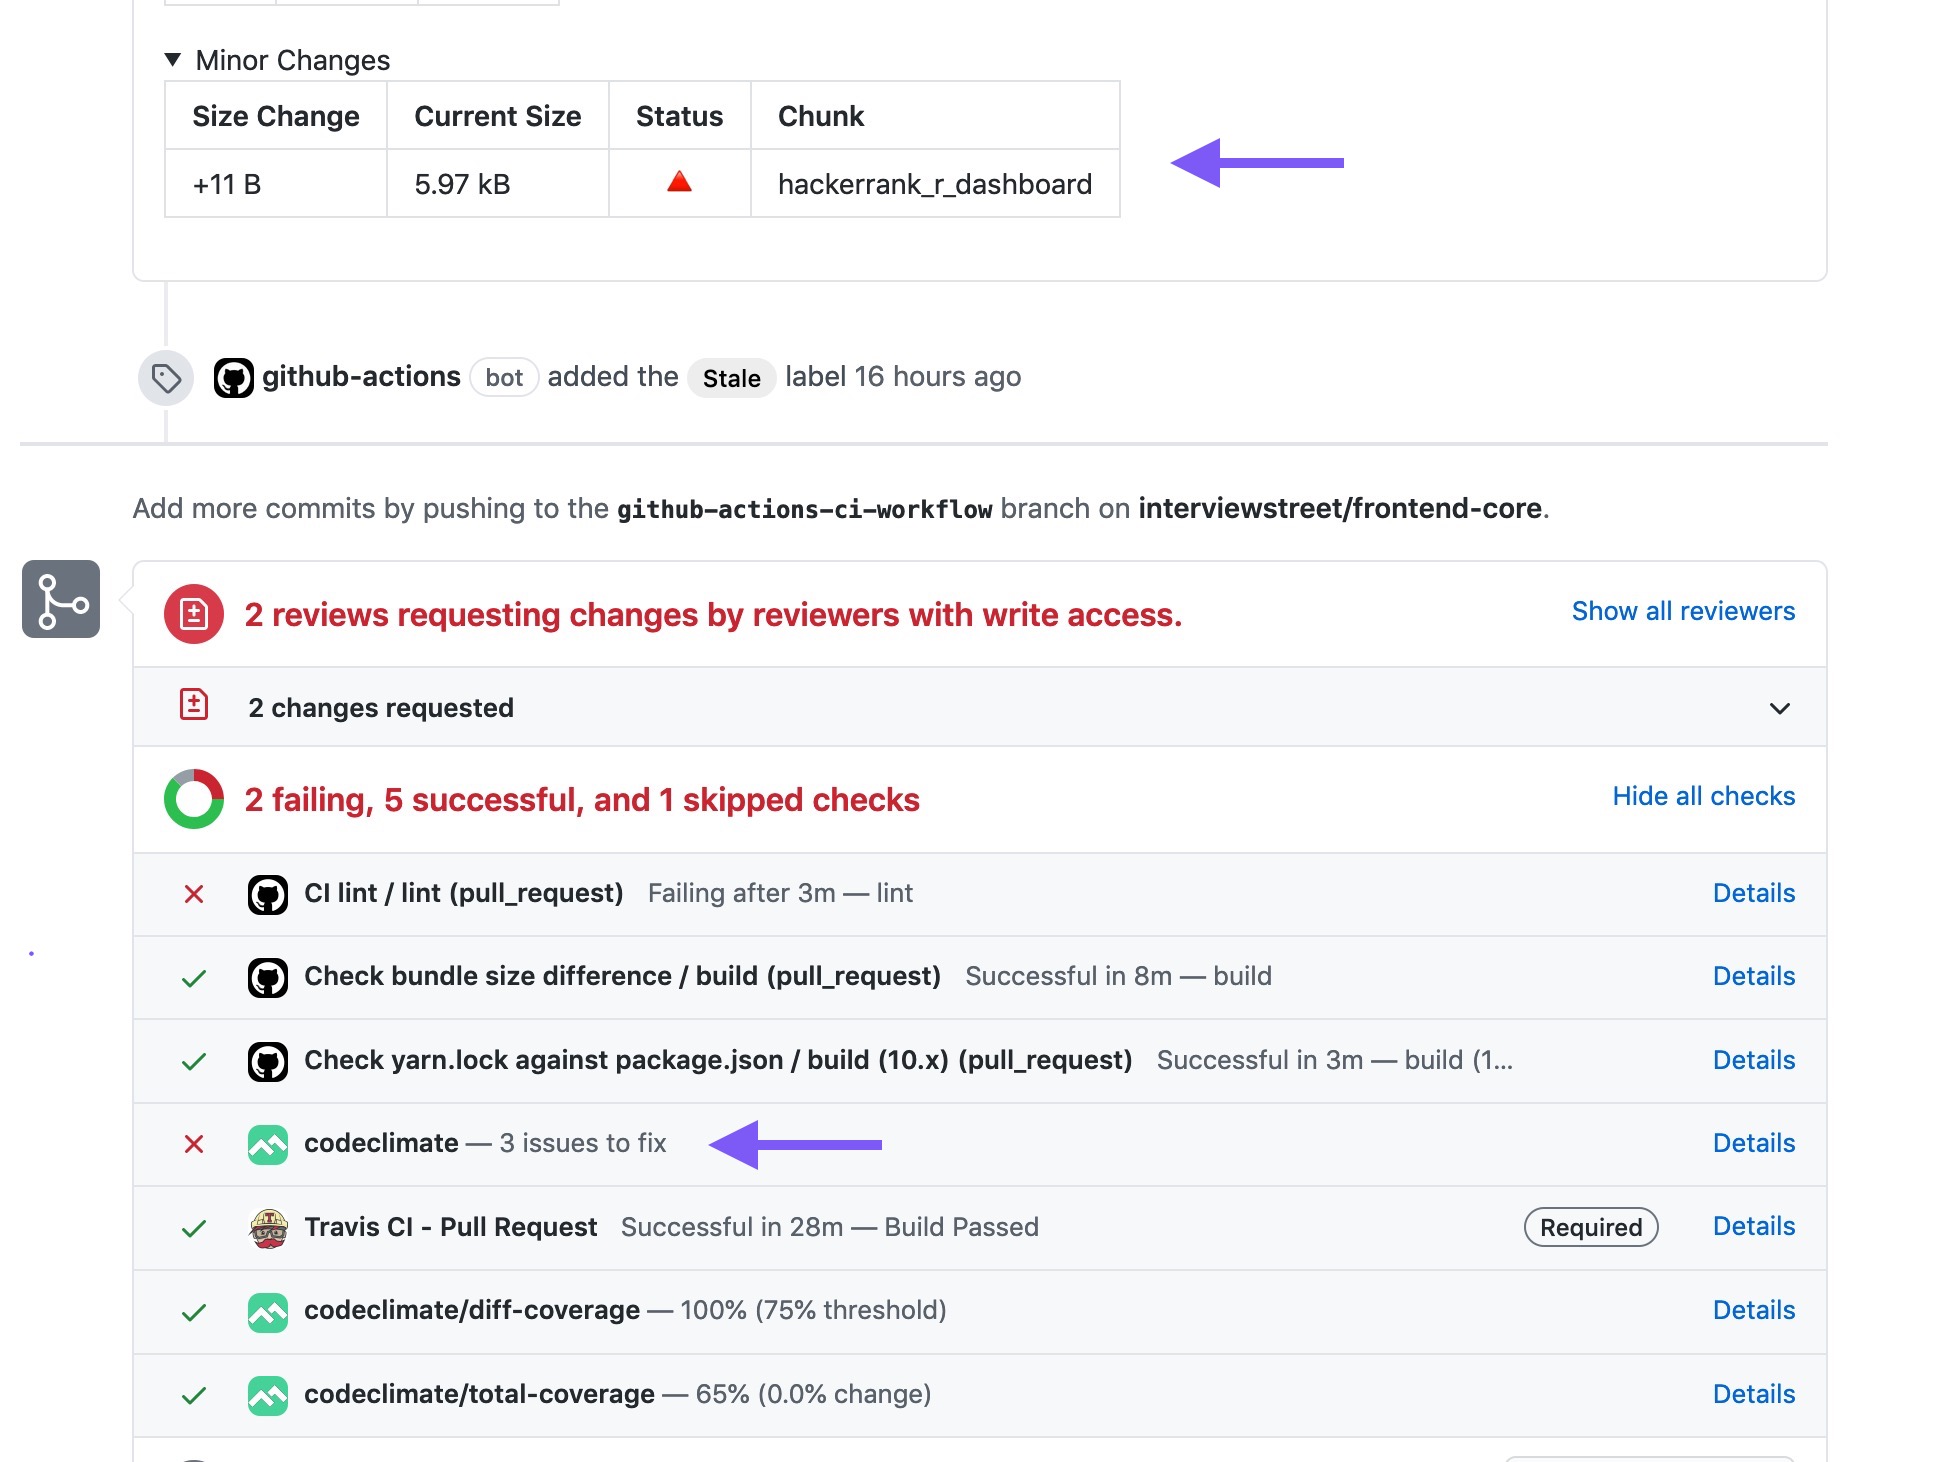 Minor Changes
Size Change Current Size Status Chunk
+11 B 5.97 kB hackerrank_r_dashboard
github-actions bot added the Stale label 16 hours ago
Add more commits by pushing to the github-actions-ci-workflow branch on interviewstreet/frontend-core.
2 reviews requesting changes by reviewers with write access. Show all reviewers
2 changes requested
2 failing, 5 successful, and 1 skipped checks Hide all checks
CI lint / lint (pull_request) Failing after 3m — lint Details
Check bundle size difference / build (pull_request) Successful in 8m — build Details
Check yarn.lock against package.json / build (10.x) (pull_request) Successful in 3m — build (1... Details
codeclimate — 3 issues to fix Details
Travis CI - Pull Request Successful in 28m — Build Passed Required Details
codeclimate/diff-coverage — 100% (75% threshold) Details
codeclimate/total-coverage — 65% (0.0% change) Details